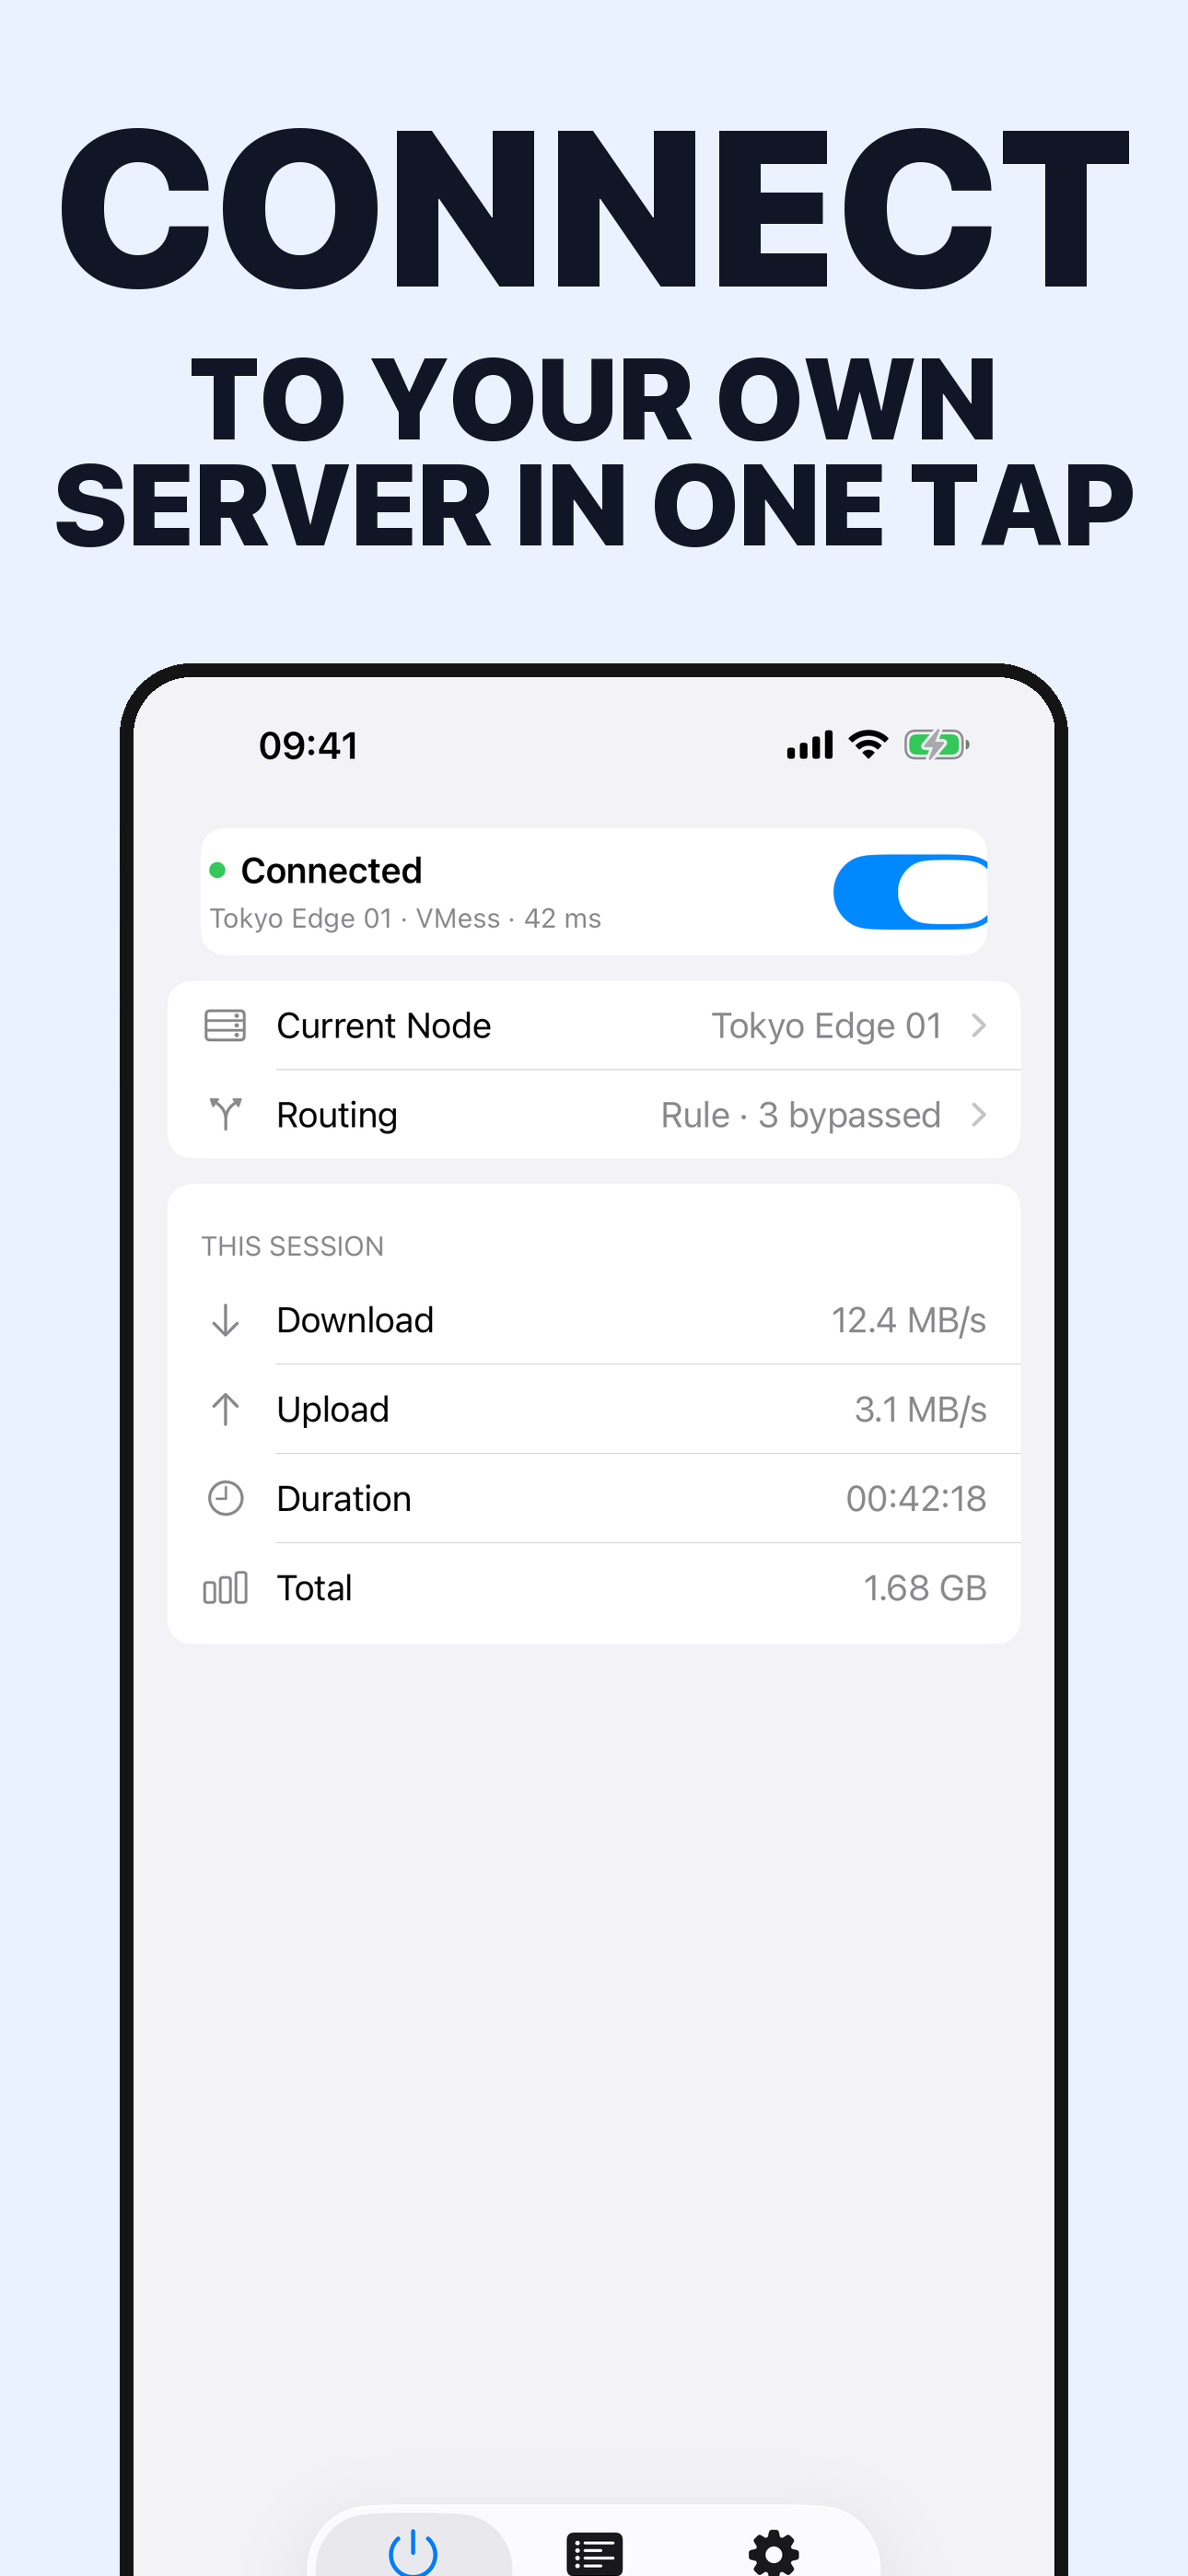 CONNECT
TO YOUR OWN
SERVER IN ONE TAP
09:41
Connected
Tokyo Edge 01 · VMess · 42 ms
Current Node Tokyo Edge 01
Routing Rule · 3 bypassed
THIS SESSION
Download 12.4 MB/s
Upload 3.1 MB/s
Duration 00:42:18
Total 1.68 GB